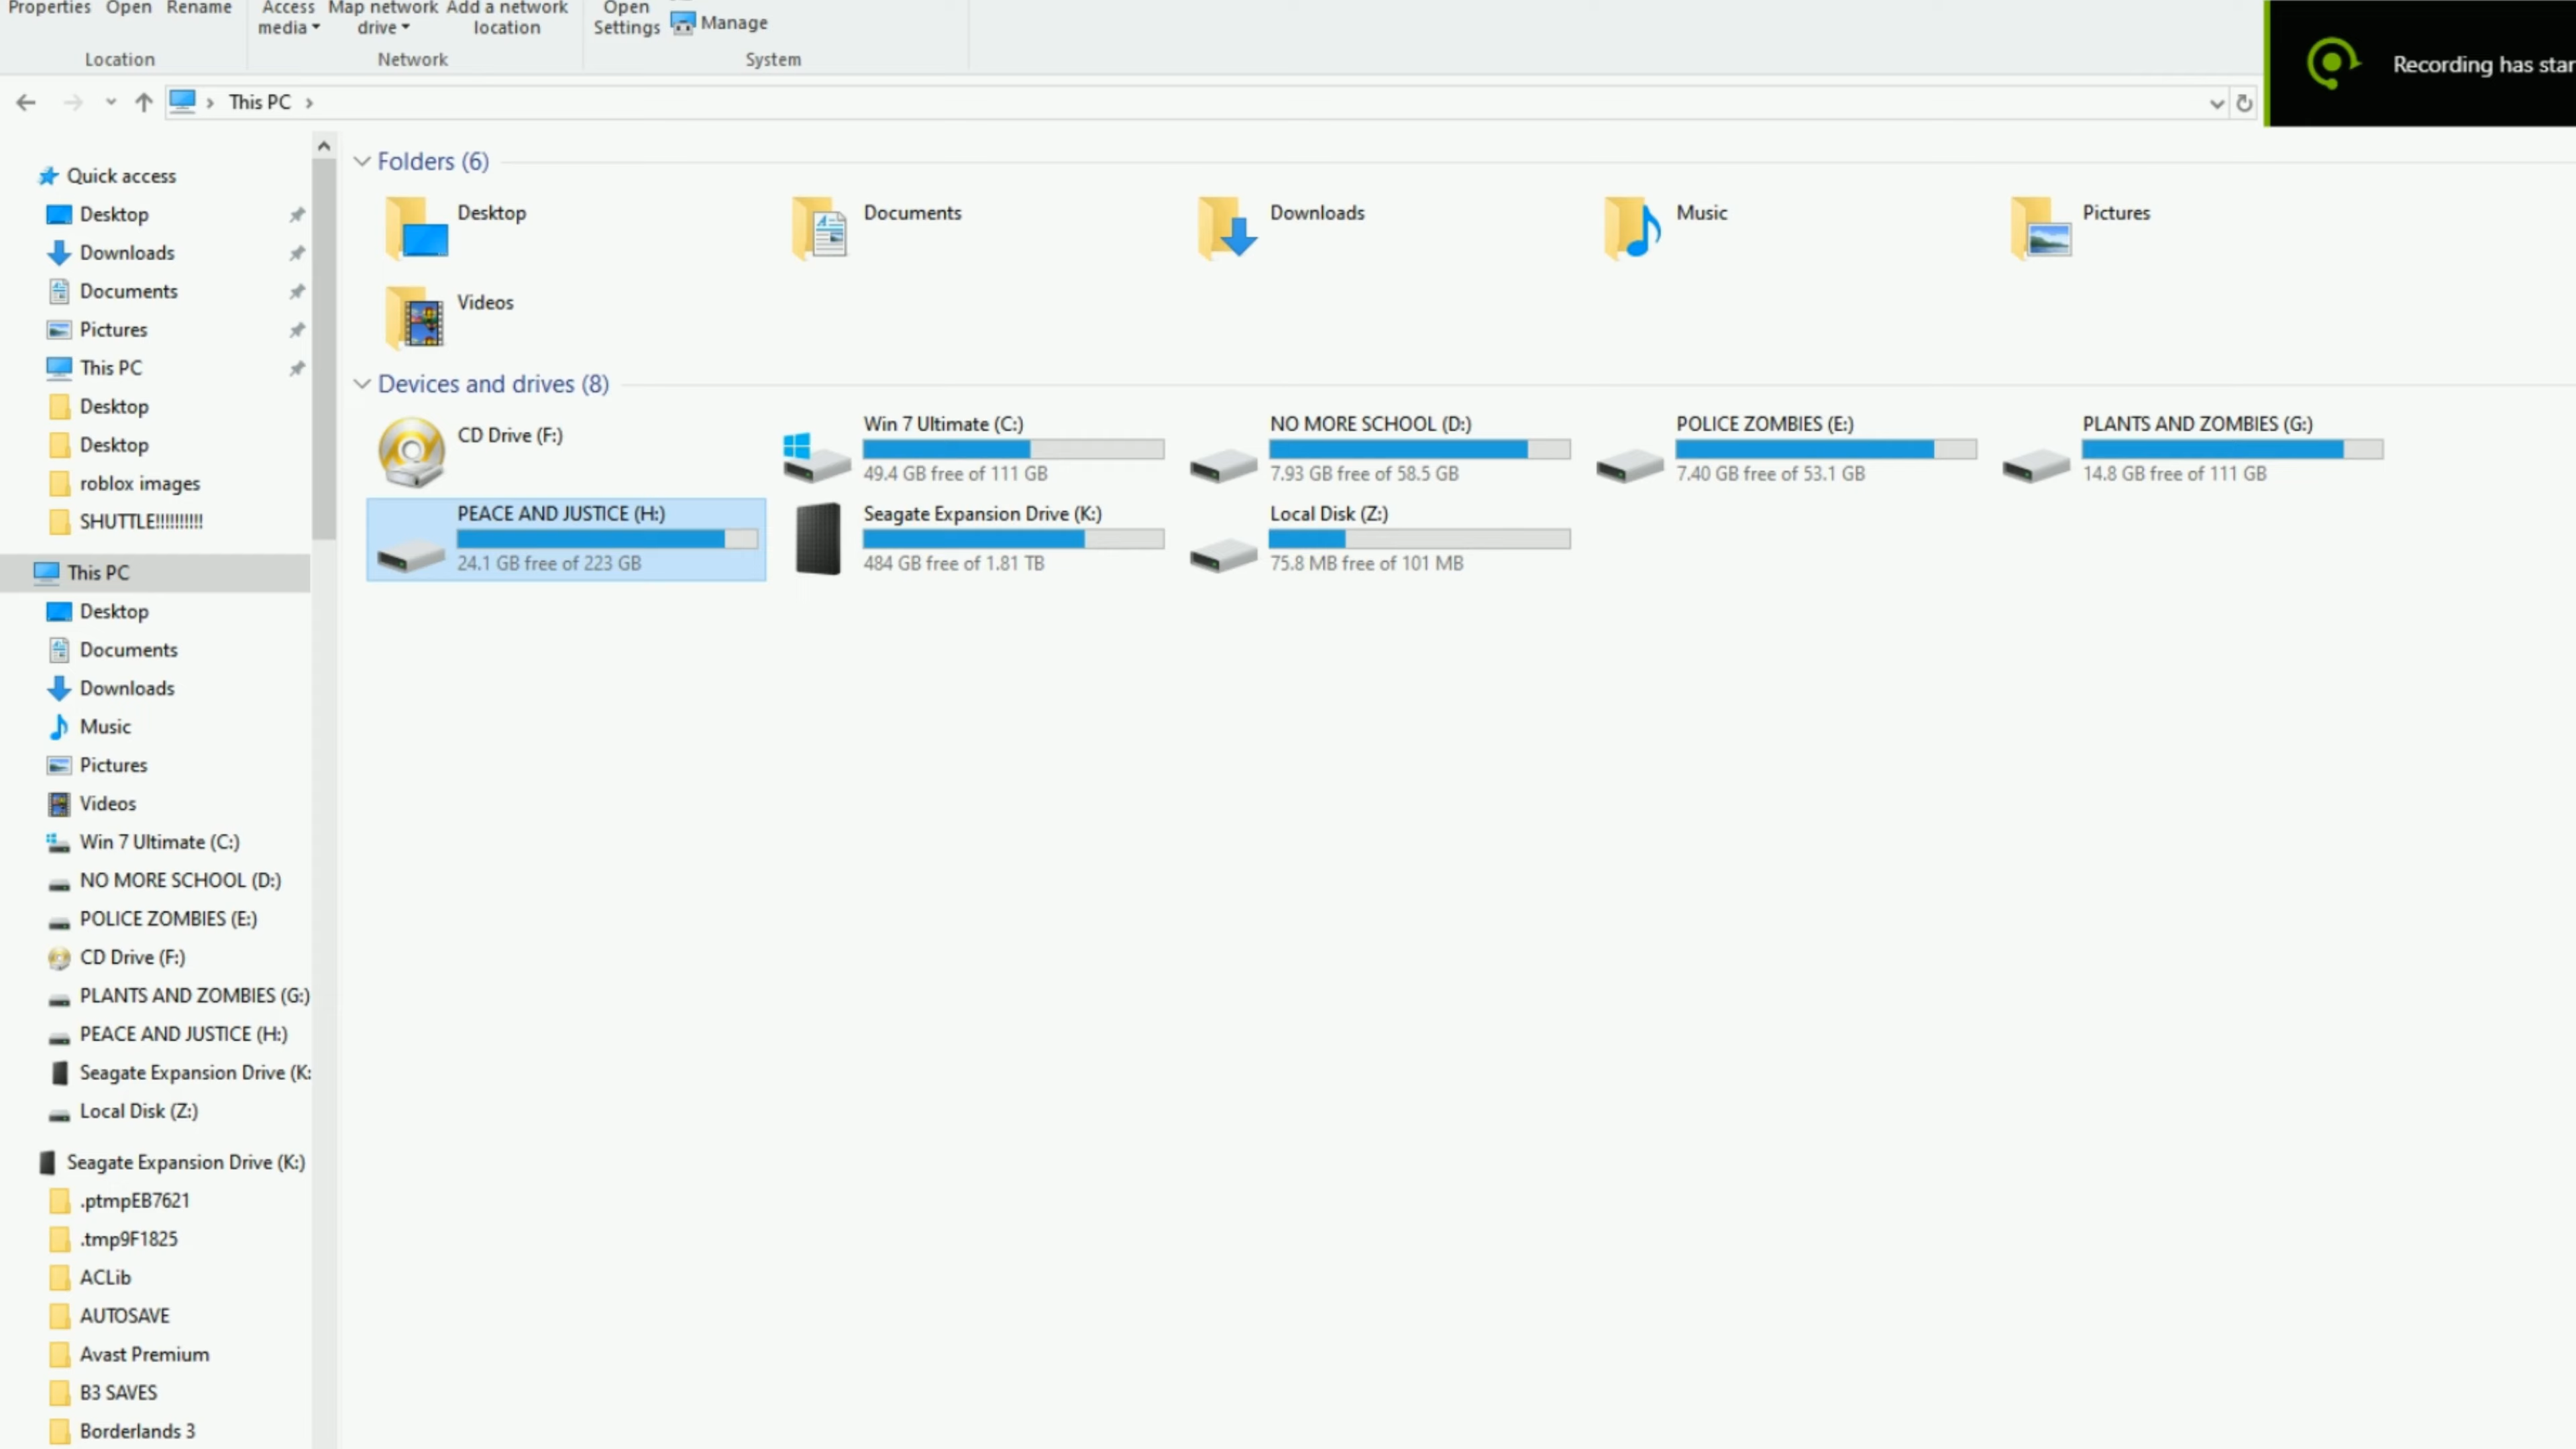 Properties Open Rename
Access media
Map network drive
Add a network location
Open Settings
Manage
Location
Network
System
Recording has star
This PC
Quick access
Desktop
Downloads
Documents
Pictures
This PC
Desktop
Desktop
roblox images
SHUTTLE!!!!!!!!!!
This PC
Desktop
Documents
Downloads
Music
Pictures
Videos
Win 7 Ultimate (C:)
NO MORE SCHOOL (D:)
POLICE ZOMBIES (E:)
CD Drive (F:)
PLANTS AND ZOMBIES (G:)
PEACE AND JUSTICE (H:)
Seagate Expansion Drive (K:
Local Disk (Z:)
Seagate Expansion Drive (K:)
.ptmpEB7621
.tmp9F1825
ACLib
AUTOSAVE
Avast Premium
B3 SAVES
Borderlands 3
Folders (6)
Desktop
Documents
Downloads
Music
Pictures
Videos
Devices and drives (8)
CD Drive (F:)
Win 7 Ultimate (C:)
49.4 GB free of 111 GB
NO MORE SCHOOL (D:)
7.93 GB free of 58.5 GB
POLICE ZOMBIES (E:)
7.40 GB free of 53.1 GB
PLANTS AND ZOMBIES (G:)
14.8 GB free of 111 GB
PEACE AND JUSTICE (H:)
24.1 GB free of 223 GB
Seagate Expansion Drive (K:)
484 GB free of 1.81 TB
Local Disk (Z:)
75.8 MB free of 101 MB